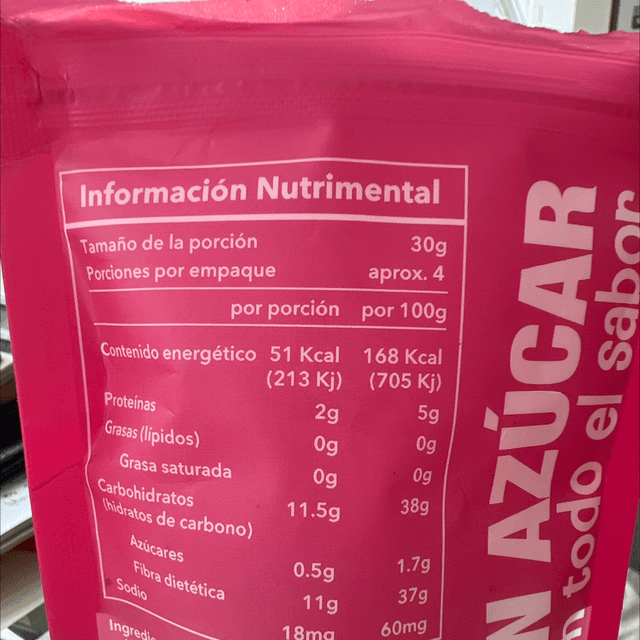 Información Nutrimental
Tamaño de la porción 30g
Porciones por empaque aprox. 4
por porción por 100g
Contenido energético 51 Kcal 168 Kcal
(213 Kj) (705 Kj)
Proteínas 2g 5g
Grasas (lípidos) 0g 0g
Grasa saturada 0g 0g
Carbohidratos 11.5g 38g
(hidratos de carbono)
Azúcares 0.5g 1.7g
Fibra dietética 11g 37g
Sodio 18mg 60mg
Ingredie
N AZÚCAR
todo el sabor